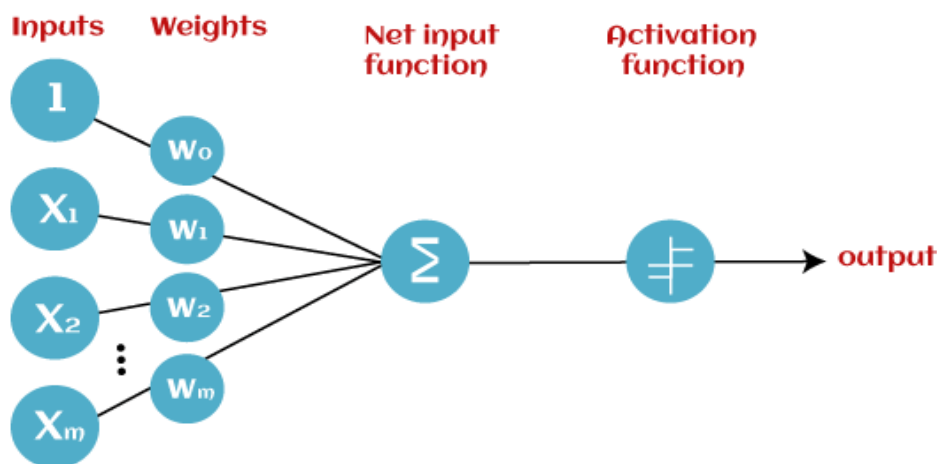 Inputs
Weights
Net input
function
Activation
function
1
X₁
X₂
Xₘ
w₀
w₁
w₂
wₘ
Σ
output